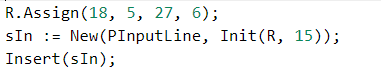 R.Assign(18, 5, 27, 6);
sIn := New(PInputLine, Init(R, 15));
Insert(sIn);